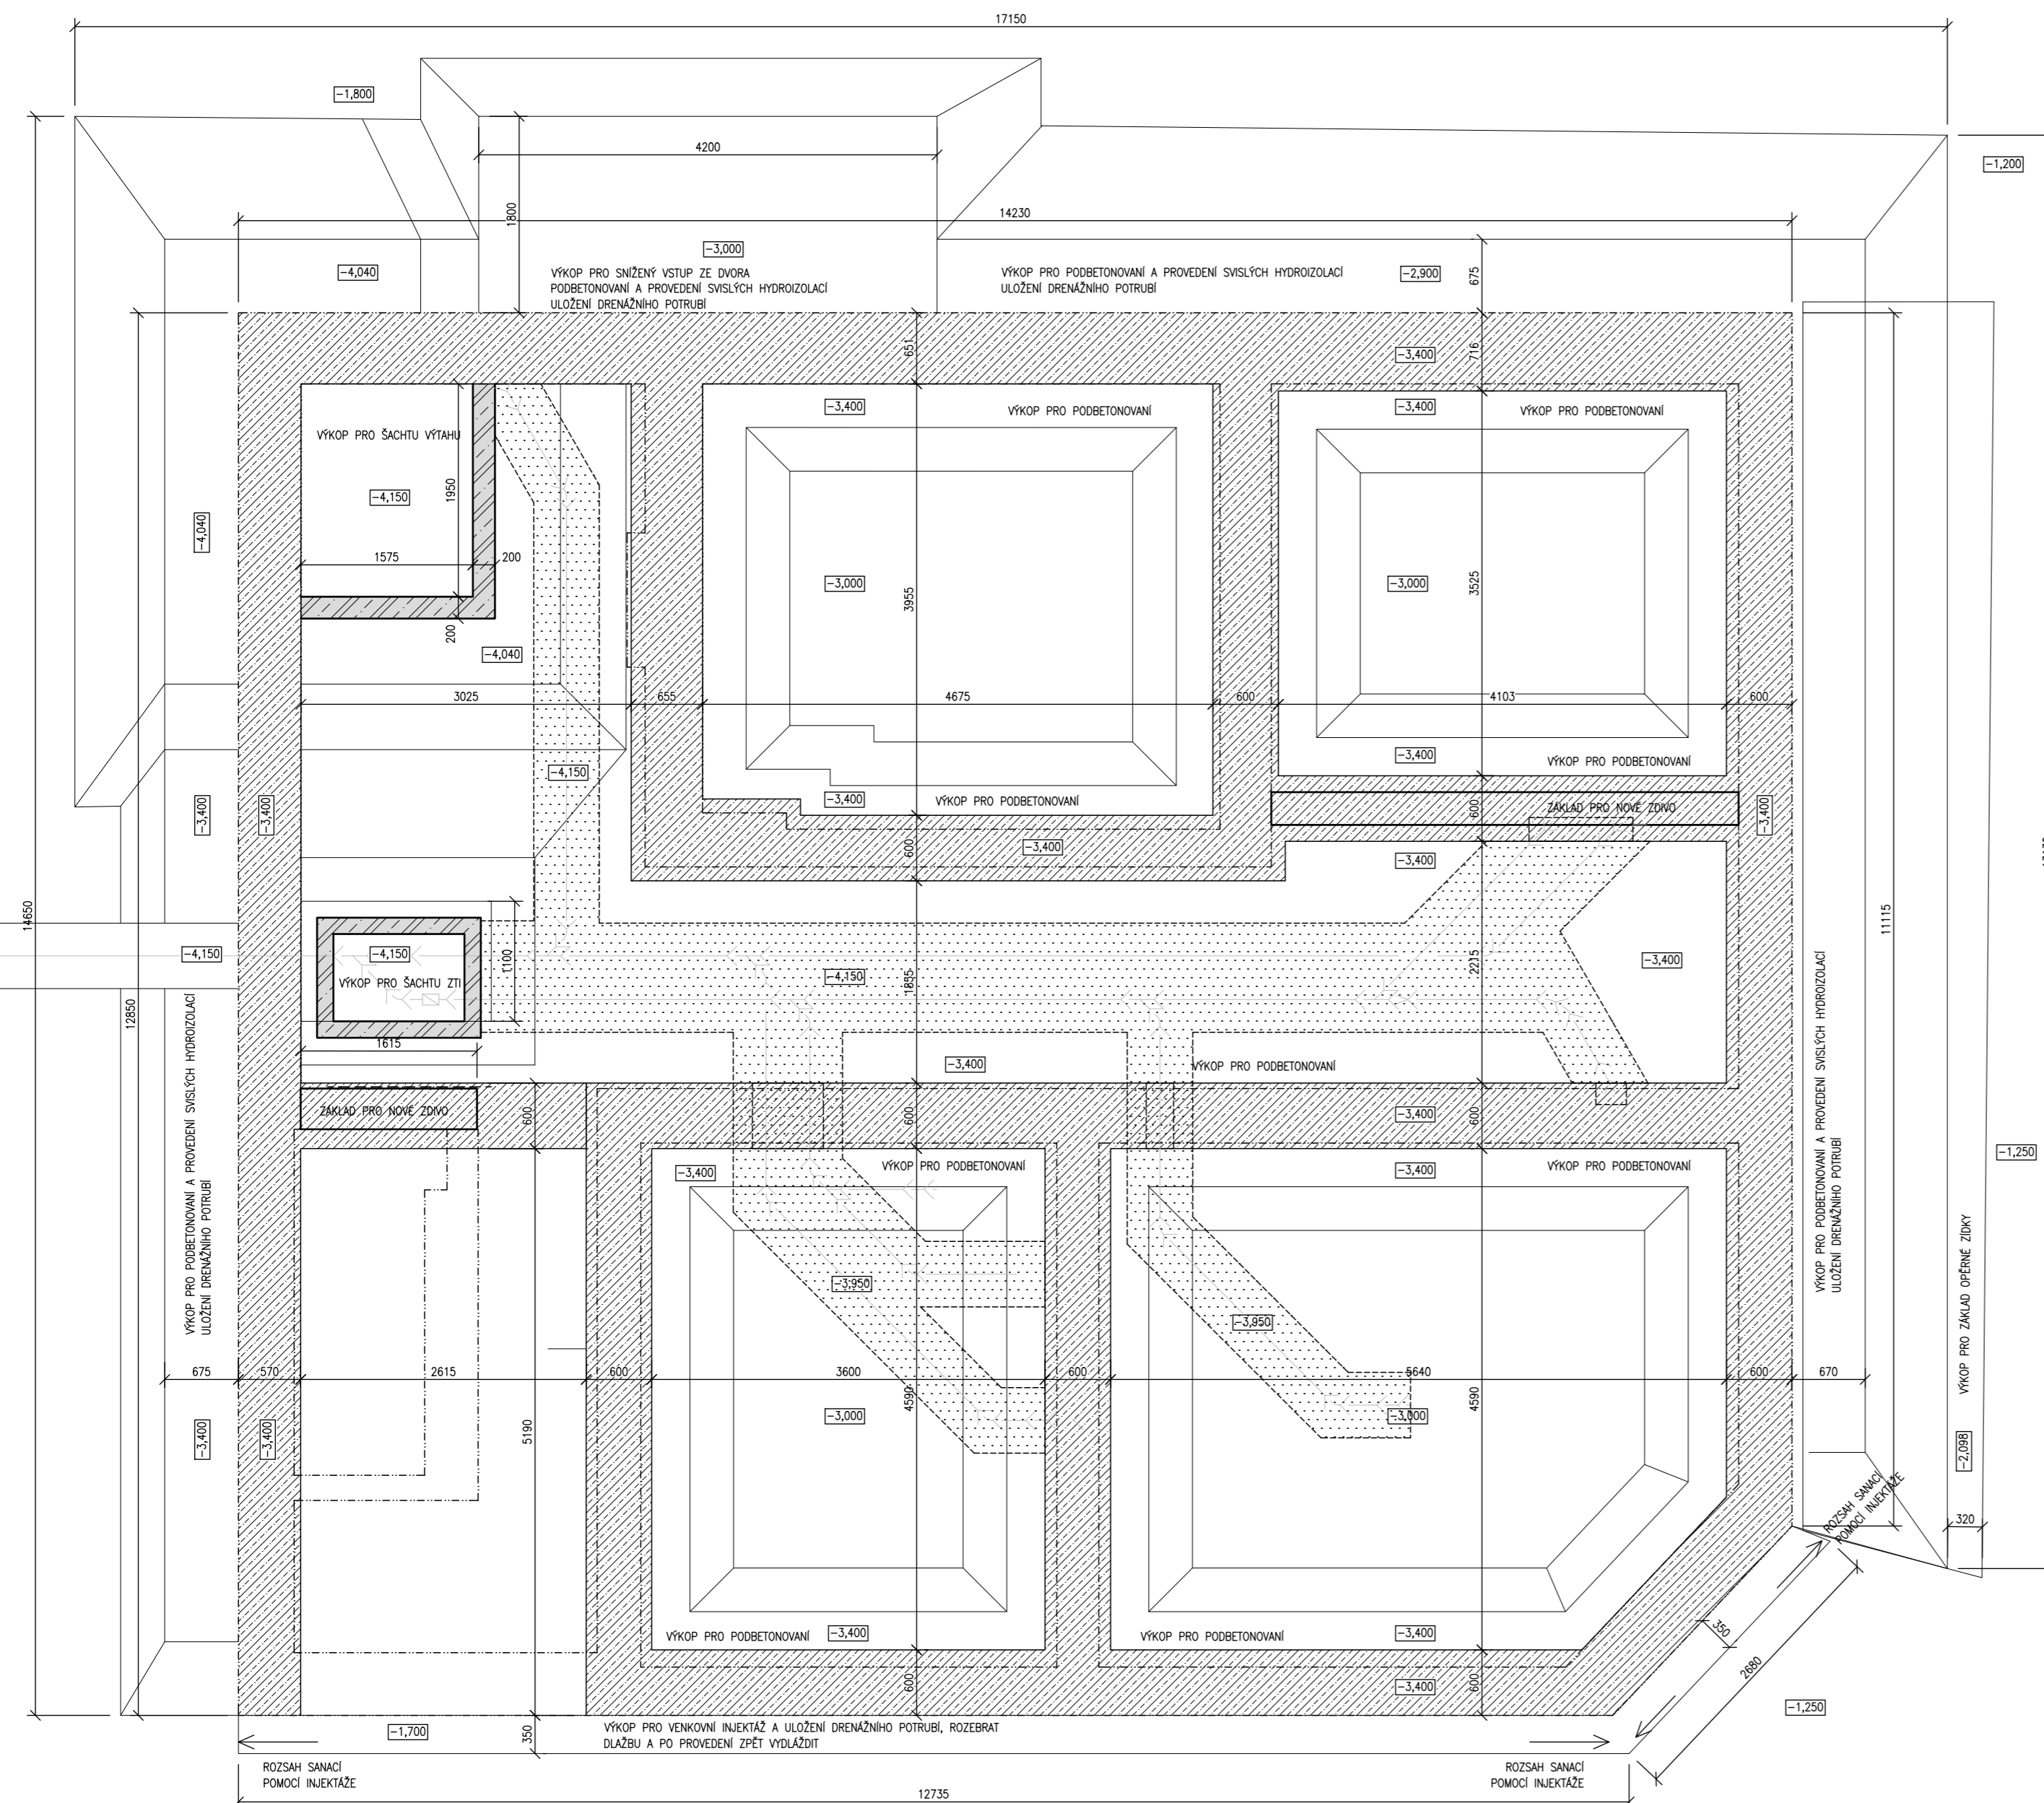 17150
-1,800
4200
-1,200
1800
14230
-3,000
-4,040
VÝKOP PRO SNÍŽENÝ VSTUP ZE DVORA
PODBETONOVANÍ A PROVEDENÍ SVISLÝCH HYDROIZOLACÍ
ULOŽENÍ DRENÁŽNÍHO POTRUBÍ
VÝKOP PRO PODBETONOVANÍ A PROVEDENÍ SVISLÝCH HYDROIZOLACÍ
ULOŽENÍ DRENÁŽNÍHO POTRUBÍ
-2,900
675
651
716
-3,400
-3,400
VÝKOP PRO PODBETONOVANÍ
-3,400
VÝKOP PRO PODBETONOVANÍ
VÝKOP PRO ŠACHTU VÝTAHU
-4,150
1950
-4,040
1575
200
200
-3,000
3955
-3,000
3525
-4,040
3025
655
4675
600
4103
600
-4,150
-3,400
VÝKOP PRO PODBETONOVANÍ
-3,400
-3,400
-3,400
VÝKOP PRO PODBETONOVANÍ
600
ZÁKLAD PRO NOVÉ ZDIVO
-3,400
600
-3,400
-3,400
14650
12850
11115
-4,150
-4,150
VÝKOP PRO ŠACHTU ZTI
1100
-4,150
1855
2215
-3,400
1615
-3,400
VÝKOP PRO PODBETONOVANÍ
VÝKOP PRO PODBETONOVANÍ A PROVEDENÍ SVISLÝCH HYDROIZOLACÍ
ULOŽENÍ DRENÁŽNÍHO POTRUBÍ
VÝKOP PRO PODBETONOVANÍ A PROVEDENÍ SVISLÝCH HYDROIZOLACÍ
ULOŽENÍ DRENÁŽNÍHO POTRUBÍ
ZÁKLAD PRO NOVÉ ZDIVO
600
600
-3,400
600
-1,250
-3,400
VÝKOP PRO PODBETONOVANÍ
-3,400
VÝKOP PRO PODBETONOVANÍ
VÝKOP PRO ZÁKLAD OPĚRNÉ ZÍDKY
-3,950
-3,950
675
570
2615
600
3600
600
5640
600
670
-3,400
-3,400
5190
-3,000
4590
-3,000
4590
-2,098
ROZSAH SANACÍ
POMOCÍ INJEKTÁŽE
320
VÝKOP PRO PODBETONOVANÍ
-3,400
VÝKOP PRO PODBETONOVANÍ
-3,400
350
2680
600
-3,400
600
-1,250
-1,700
350
VÝKOP PRO VENKOVNÍ INJEKTÁŽ A ULOŽENÍ DRENÁŽNÍHO POTRUBÍ, ROZEBRAT
DLAŽBU A PO PROVEDENÍ ZPĚT VYDLÁŽDIT
ROZSAH SANACÍ
POMOCÍ INJEKTÁŽE
ROZSAH SANACÍ
POMOCÍ INJEKTÁŽE
12735